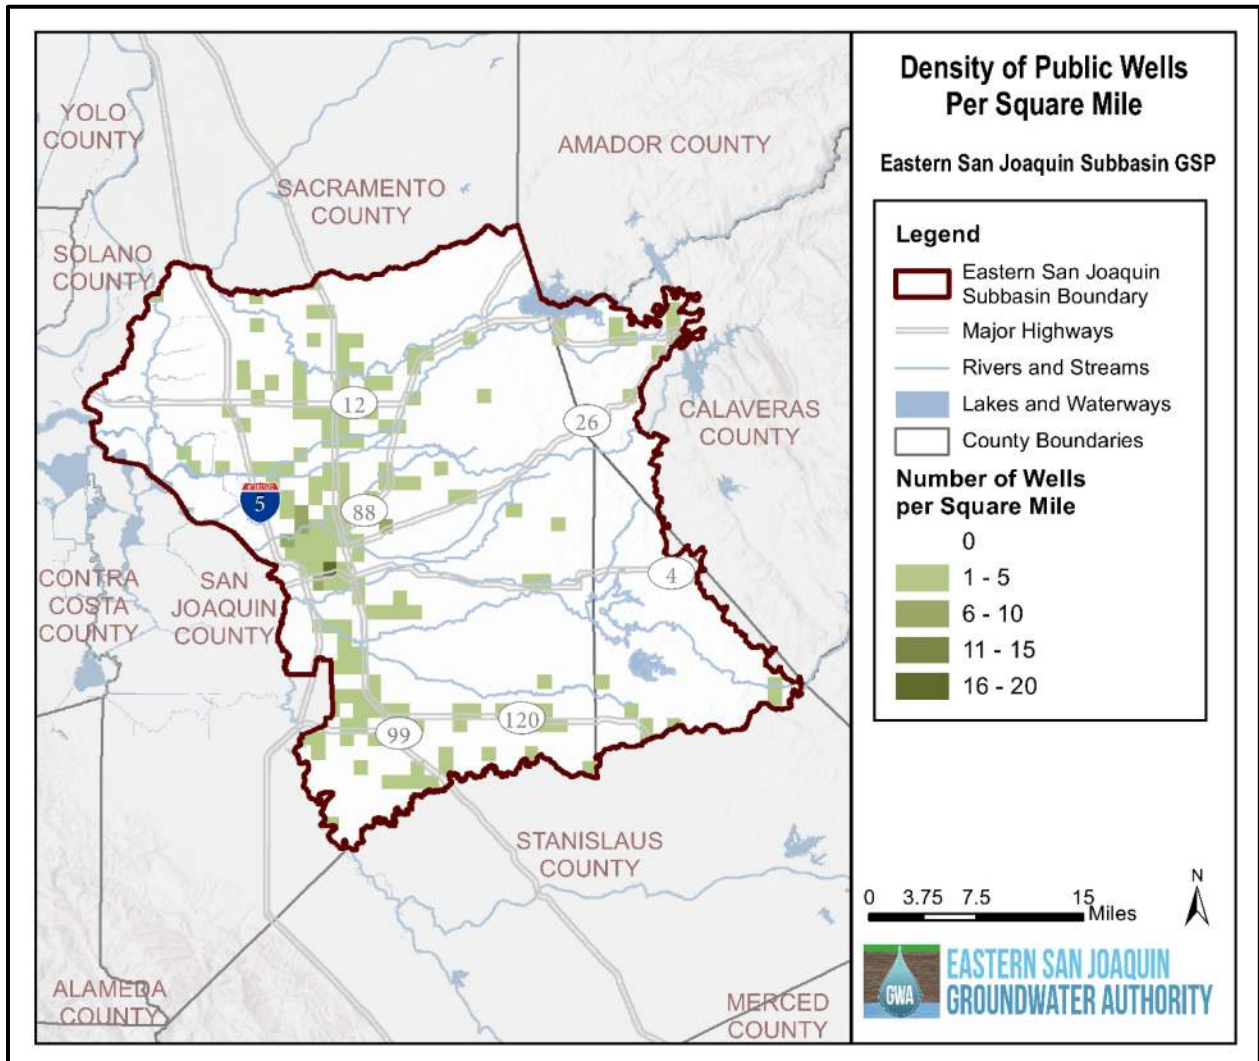 Density of Public Wells
Per Square Mile
Eastern San Joaquin Subbasin GSP
Legend
Eastern San Joaquin
Subbasin Boundary
Major Highways
Rivers and Streams
Lakes and Waterways
County Boundaries
Number of Wells
per Square Mile
0
1 - 5
6 - 10
11 - 15
16 - 20
N
0 3.75 7.5 15
Miles
GWA
EASTERN SAN JOAQUIN
GROUNDWATER AUTHORITY
YOLO
COUNTY
AMADOR COUNTY
SACRAMENTO
COUNTY
SOLANO
COUNTY
12
26
CALAVERAS
COUNTY
5
88
4
CONTRA
COSTA
COUNTY
SAN
JOAQUIN
COUNTY
120
99
STANISLAUS
COUNTY
ALAMEDA
COUNTY
MERCED
COUNTY